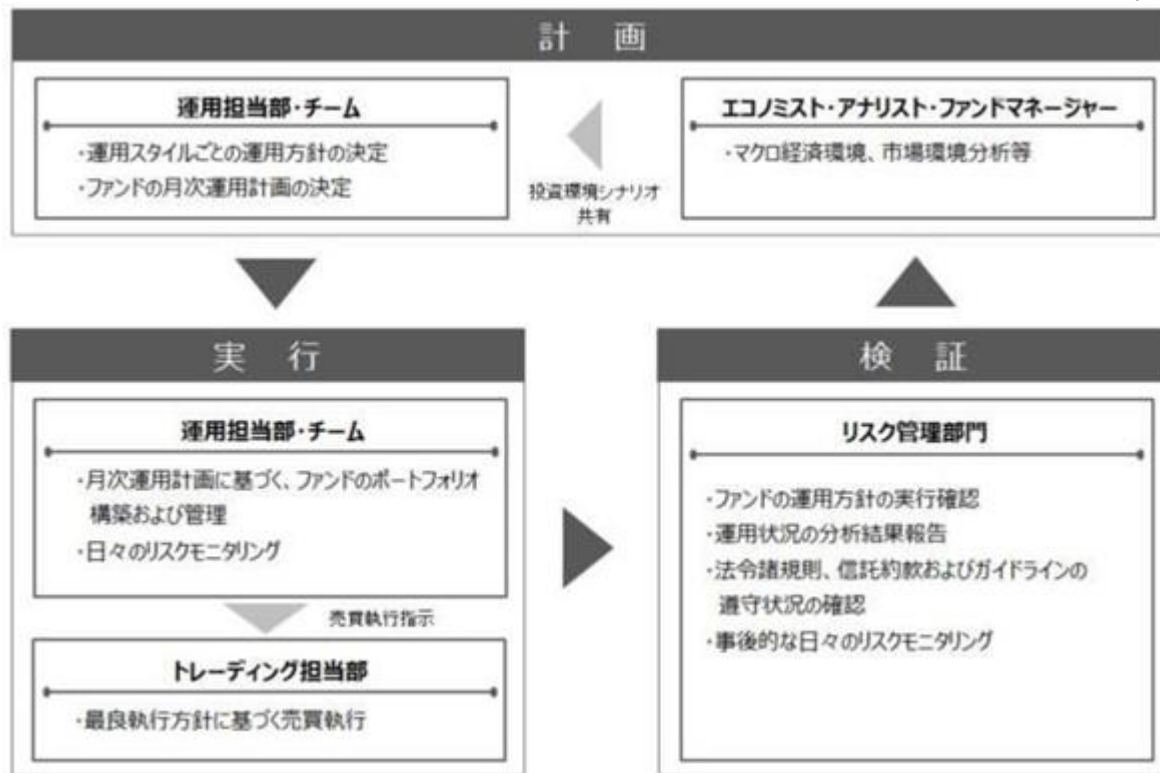 計 画
運用担当部・チーム
・運用スタイルごとの運用方針の決定
・ファンドの月次運用計画の決定
投資環境シナリオ
共有
エコノミスト・アナリスト・ファンドマネージャー
・マクロ経済環境、市場環境分析等
実 行
運用担当部・チーム
・月次運用計画に基づく、ファンドのポートフォリオ
構築および管理
・日々のリスクモニタリング
売買執行指示
トレーディング担当部
・最良執行方針に基づく売買執行
検 証
リスク管理部門
・ファンドの運用方針の実行確認
・運用状況の分析結果報告
・法令諸規則、信託約款およびガイドラインの
遵守状況の確認
・事後的な日々のリスクモニタリング